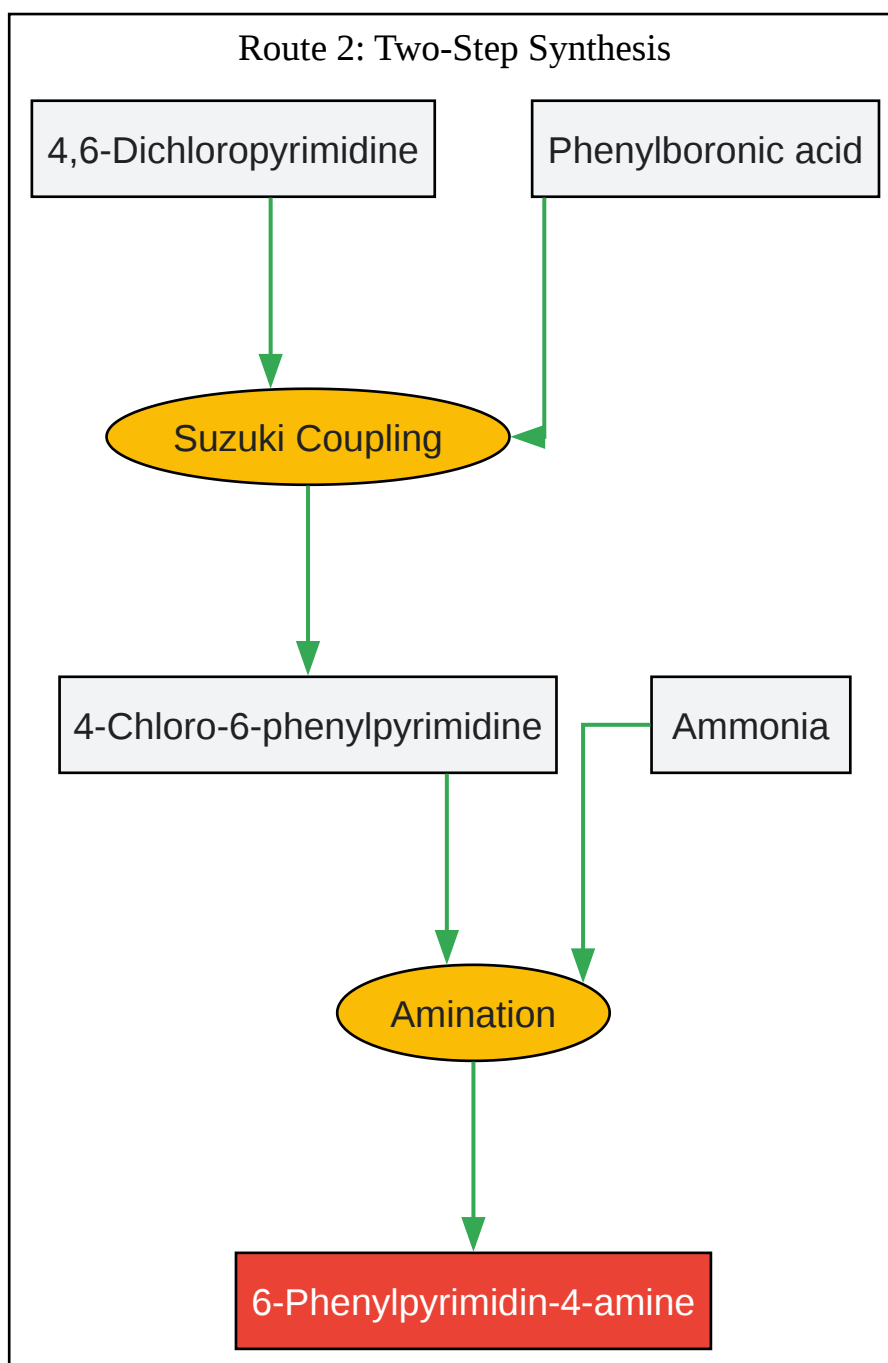 Route 2: Two-Step Synthesis
4,6-Dichloropyrimidine
Phenylboronic acid
Suzuki Coupling
4-Chloro-6-phenylpyrimidine
Ammonia
Amination
6-Phenylpyrimidin-4-amine